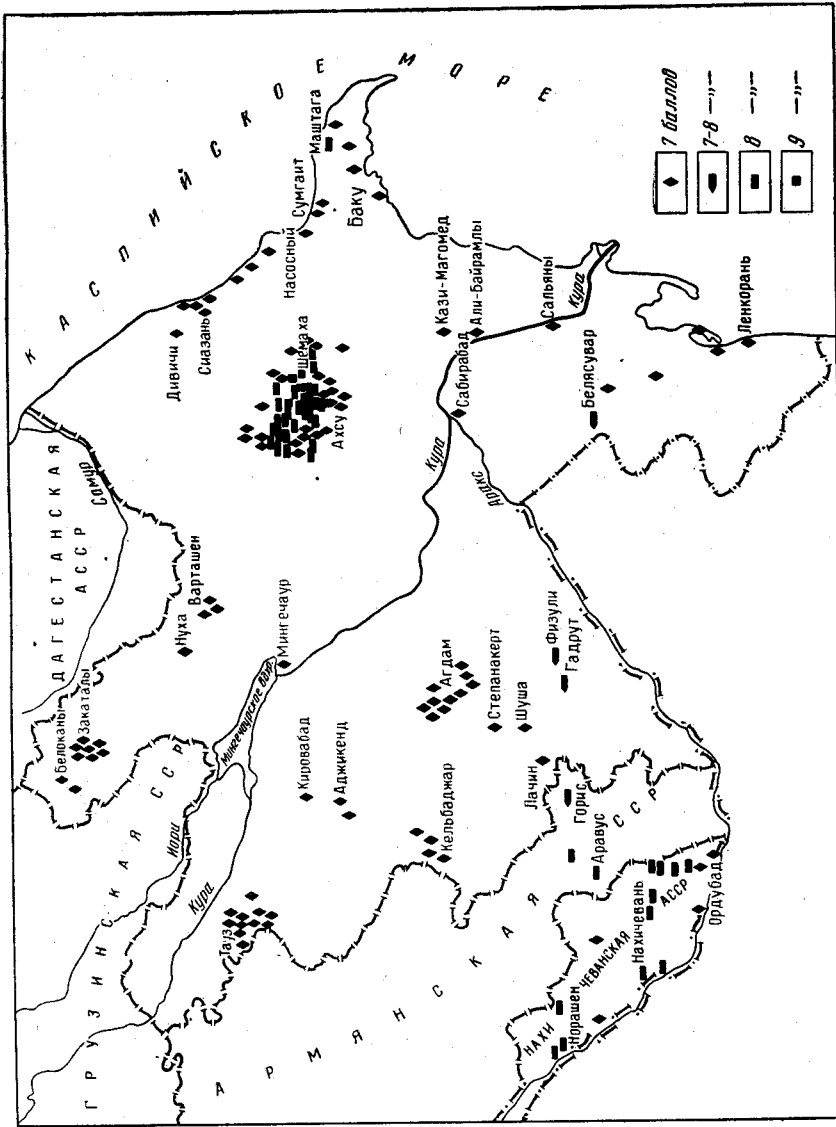 КАСПИЙСКОЕ МОРЕ
ДАГЕСТАНСКАЯ
АССР
ГРУЗИНСКАЯ ССР
АРМЯНСКАЯ ССР
НАХИ
ЧЕВАНСКАЯ
АССР
Самур
Белоканы
Закаталы
Нуха
Варташен
Дивичи
Сиазань
Насосный
Сумгаит
Маштага
Баку
Шемаха
Ахсу
Иори
Кура
Мингечаурское вдхр.
Мингечаур
Кура
Тауз
Кировабад
Аджикенд
Кази-Магомед
Али-Байрамлы
Сабирабад
Аракс
Сальяны
Кура
Кельбаджар
Агдам
Степанакерт
Шуша
Физули
Гадрут
Белясувар
Ленкорань
Лачин
Горис
Аравус
Норашен
Нахичевань
Ордубад
7 баллов
7-8 —„—
8 —„—
9 —„—